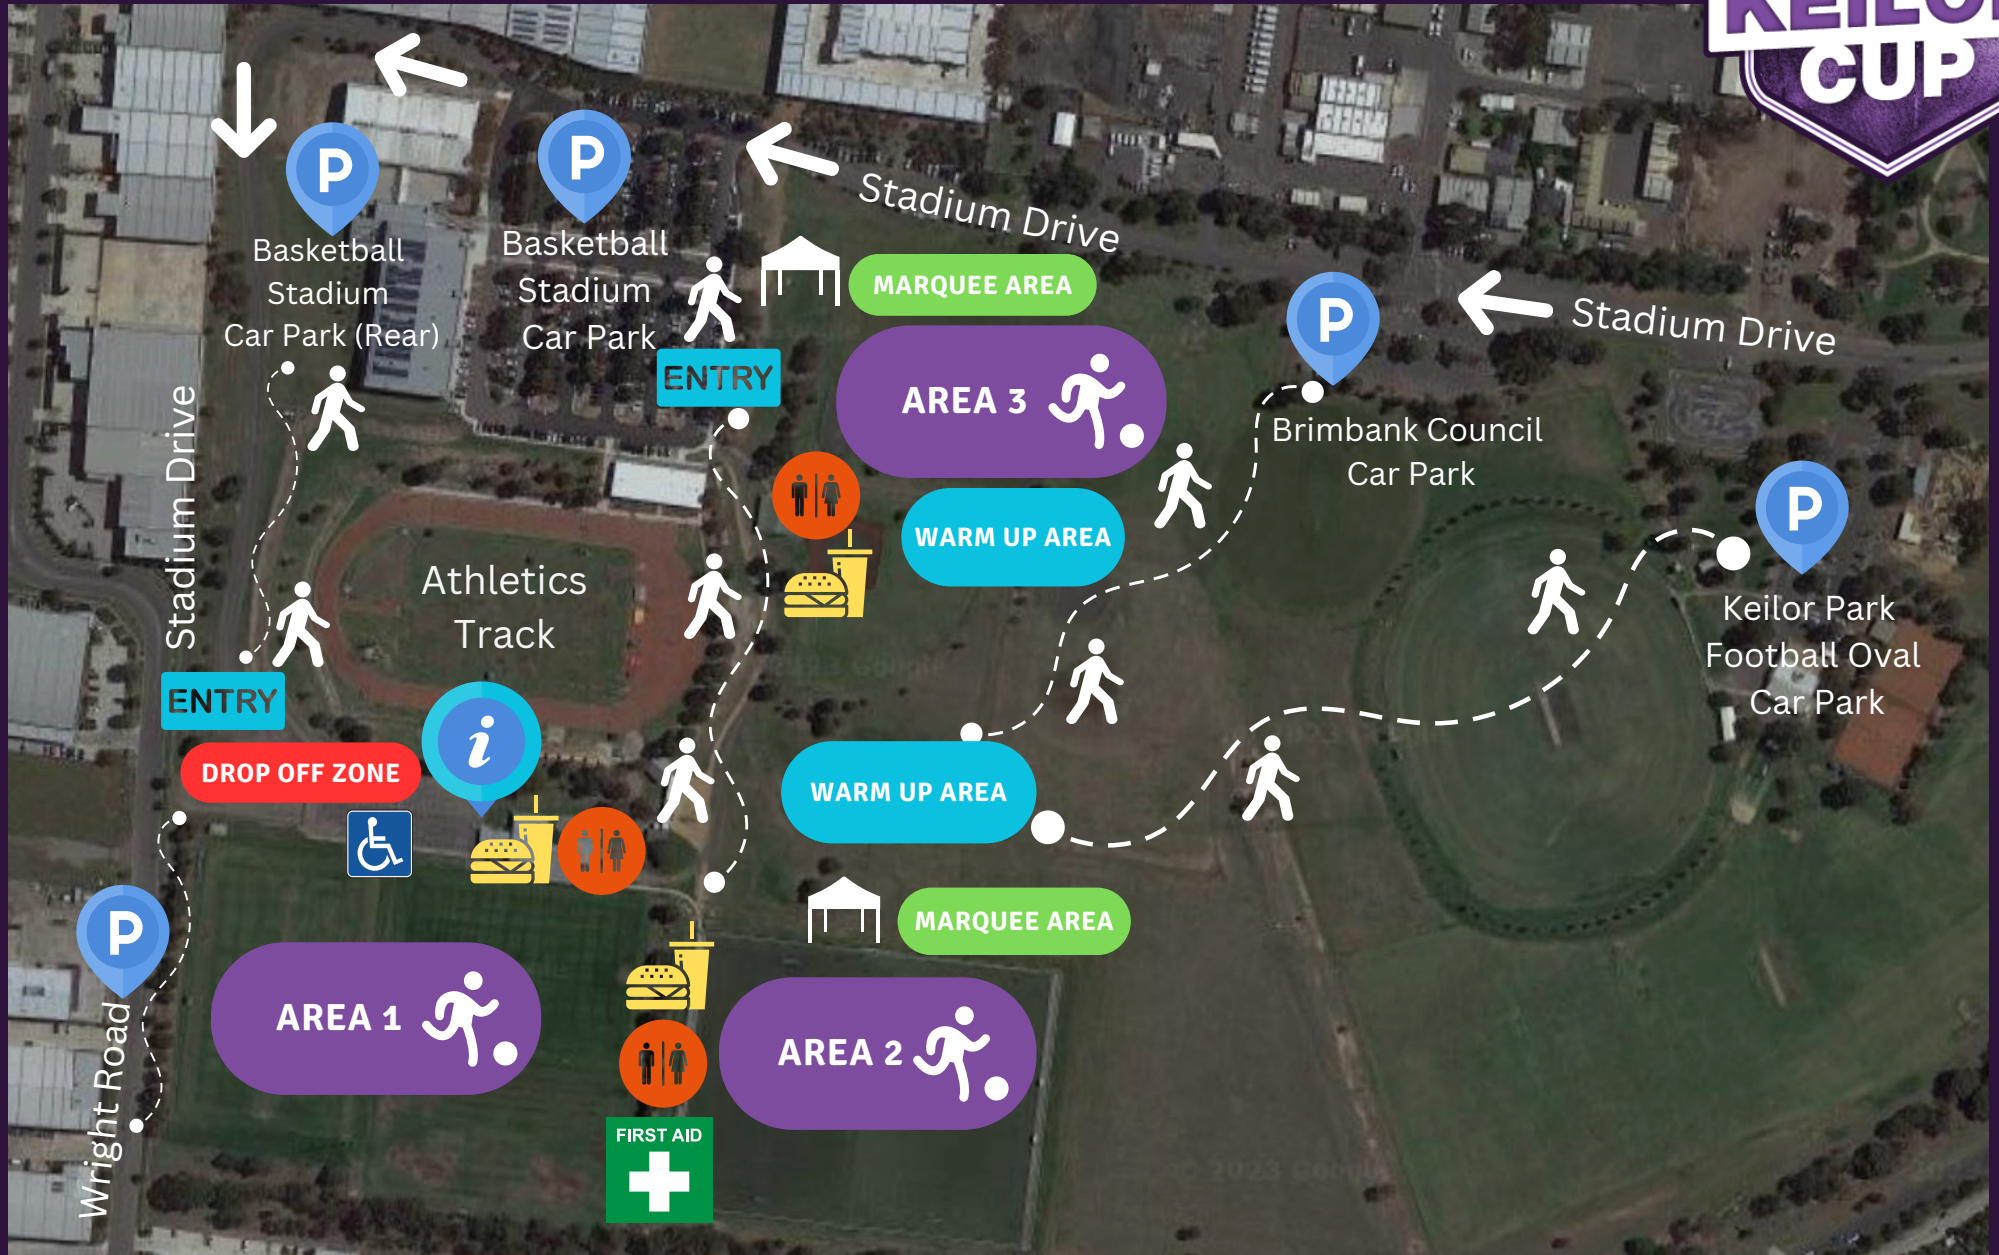 CUP
Stadium Drive
MARQUEE AREA
Basketball
Stadium
Car Park (Rear)
Basketball
Stadium
Car Park
ENTRY
AREA 3
Stadium Drive
Brimbank Council
Car Park
WARM UP AREA
Stadium Drive
Athletics
Track
Keilor Park
Football Oval
Car Park
ENTRY
DROP OFF ZONE
i
WARM UP AREA
MARQUEE AREA
AREA 1
AREA 2
Wright Road
FIRST AID
P
P
P
P
P
2023 Google